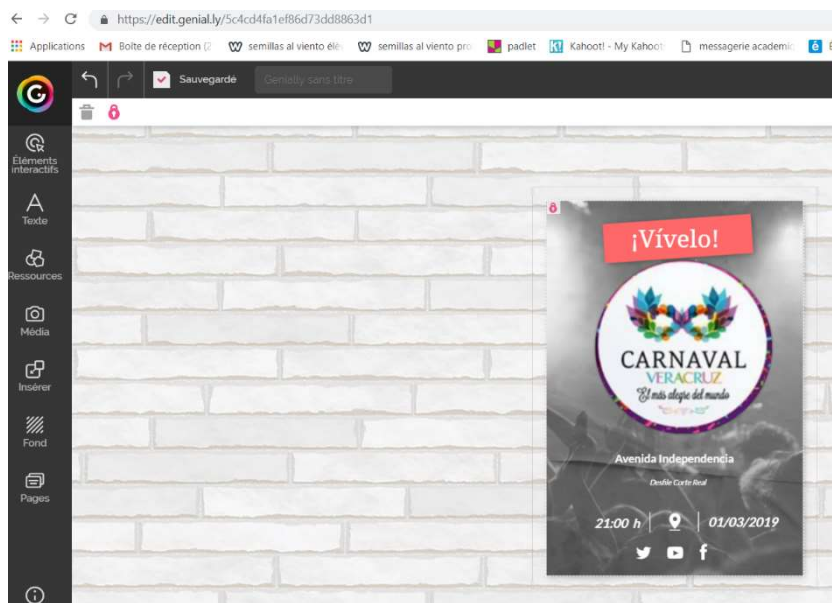 https://edit.genial.ly/5c4cd4fa1ef86d73dd8863d1
Applications
Boîte de réception (2
semillas al viento élè
semillas al viento pro
padlet
Kahoot! - My Kahoot
messagerie academic
Sauvegardé
Genially sans titre
Éléments
interactifs
Texte
Ressources
Média
Insérer
Fond
Pages
¡Vívelo!
CARNAVAL
VERACRUZ
El más alegre del mundo
Avenida Independencia
Desfile Corte Real
21:00 h
01/03/2019